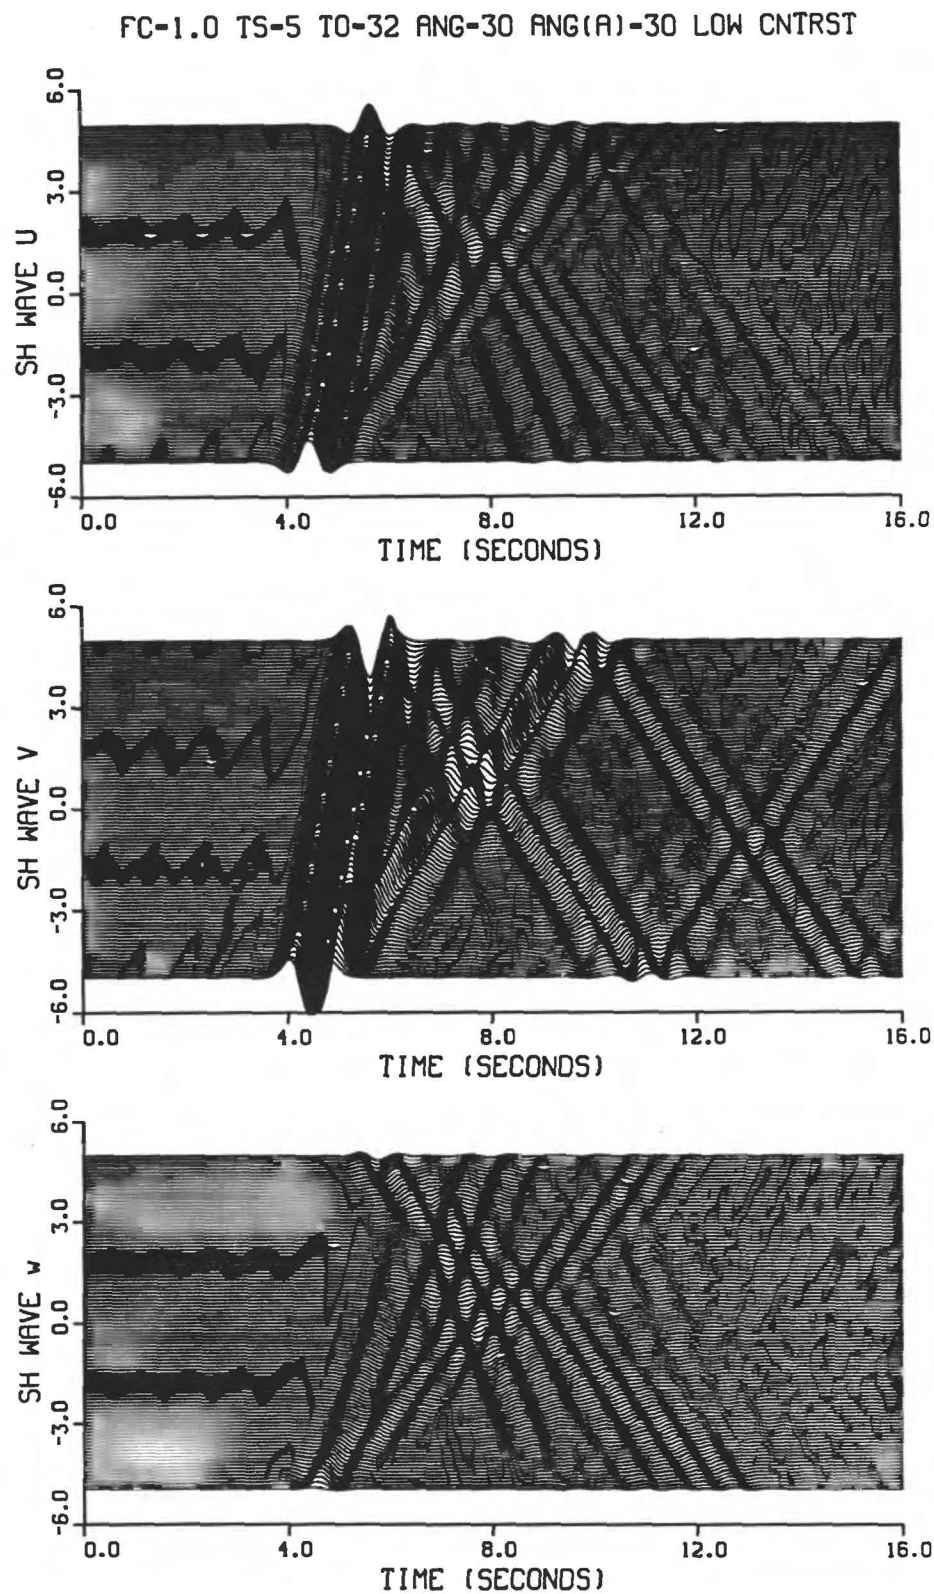 FC-1.0 TS-5 TO-32 ANG-30 ANG(A)-30 LOW CNTRST
6.0
3.0
0.0
-3.0
-6.0
SH WAVE U
0.0 4.0 8.0 12.0 16.0
TIME (SECONDS)
6.0
3.0
0.0
-3.0
-6.0
SH WAVE V
0.0 4.0 8.0 12.0 16.0
TIME (SECONDS)
6.0
3.0
0.0
-3.0
-6.0
SH WAVE w
0.0 4.0 8.0 12.0 16.0
TIME (SECONDS)